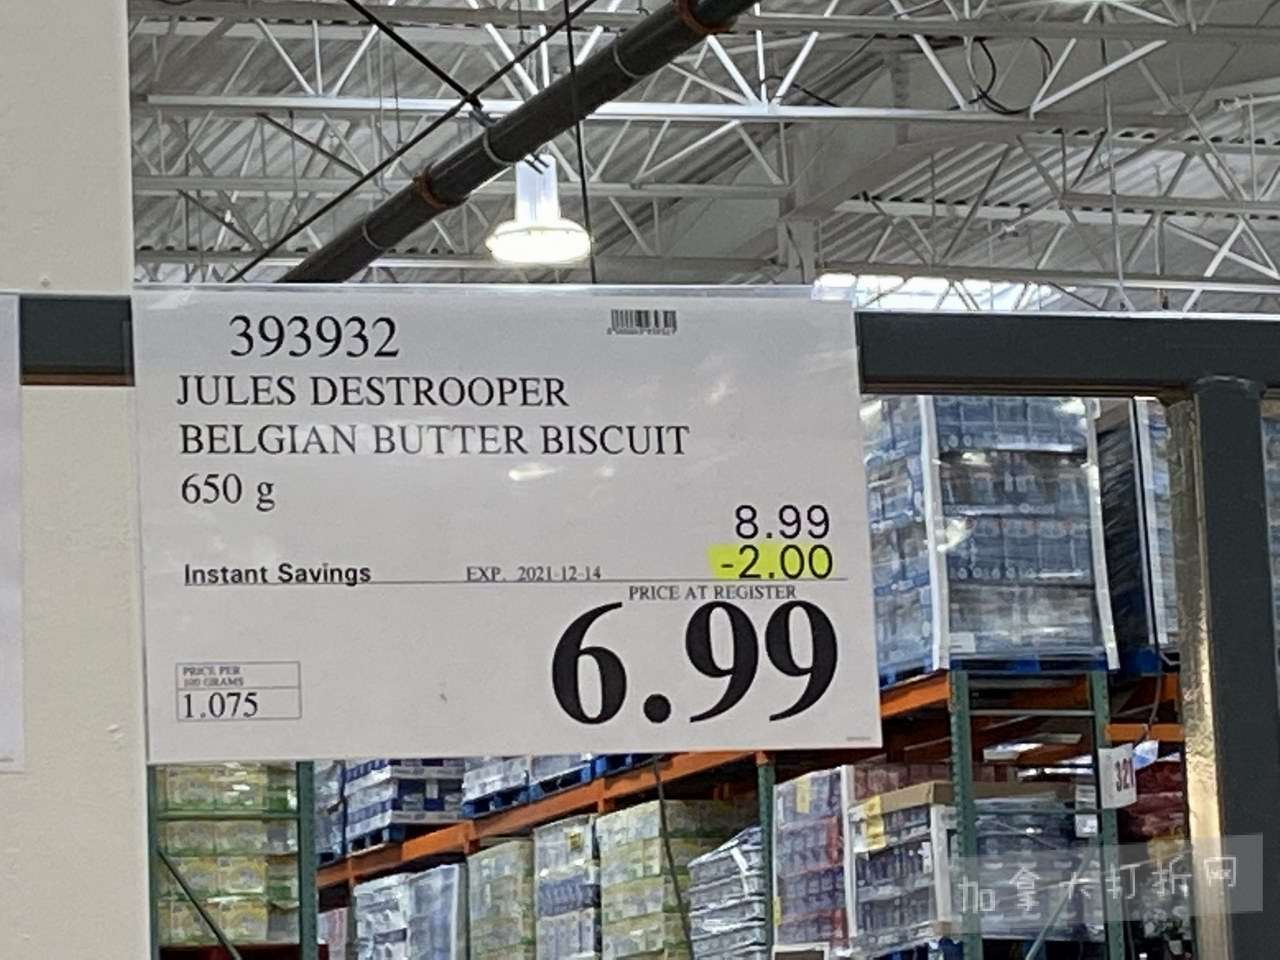 393932
JULES DESTROOPER
BELGIAN BUTTER BISCUIT
650 g
8.99
Instant Savings EXP. 2021-12-14 -2.00
PRICE AT REGISTER
6.99
PRICE PER
100 GRAMS
1.075
321
加拿大打折网